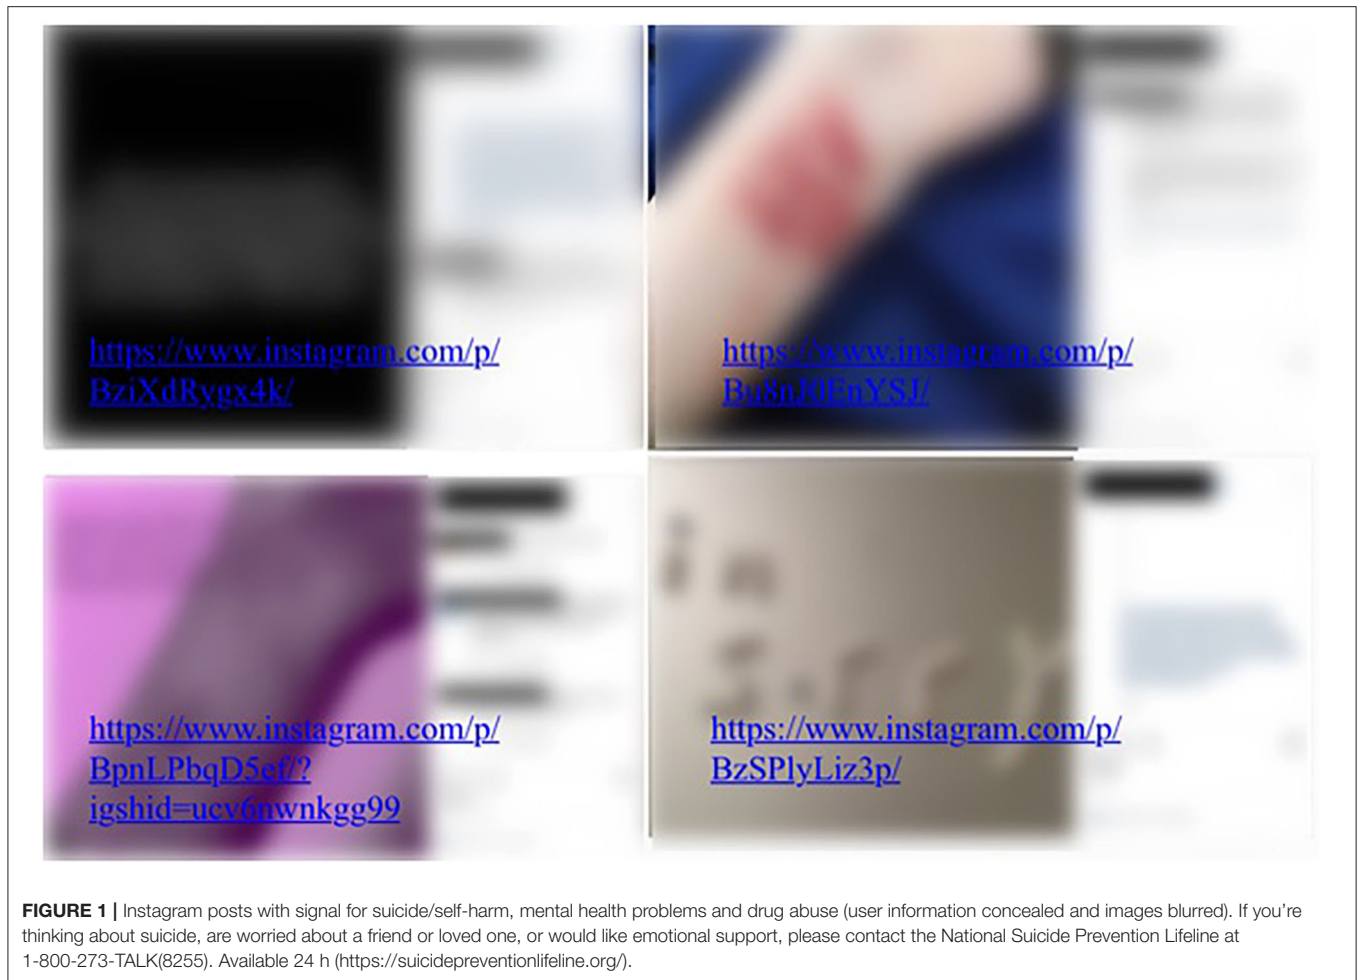 https://www.instagram.com/p/
BziXdRygx4k/
https://www.instagram.com/p/
Bu8nJ0EnYSJ/
https://www.instagram.com/p/
BpnLPbqD5ef/?
igshid=ucv6nwnkgg99
https://www.instagram.com/p/
BzSPlyLiz3p/
FIGURE 1 | Instagram posts with signal for suicide/self-harm, mental health problems and drug abuse (user information concealed and images blurred). If you're
thinking about suicide, are worried about a friend or loved one, or would like emotional support, please contact the National Suicide Prevention Lifeline at
1-800-273-TALK(8255). Available 24 h (https://suicidepreventionlifeline.org/).